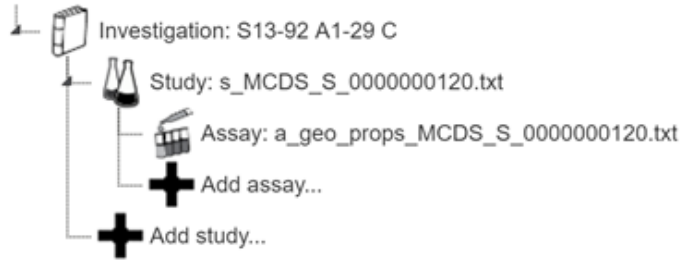 Investigation: S13-92 A1-29 C
Study: s_MCDS_S_0000000120.txt
Assay: a_geo_props_MCDS_S_0000000120.txt
Add assay...
Add study...